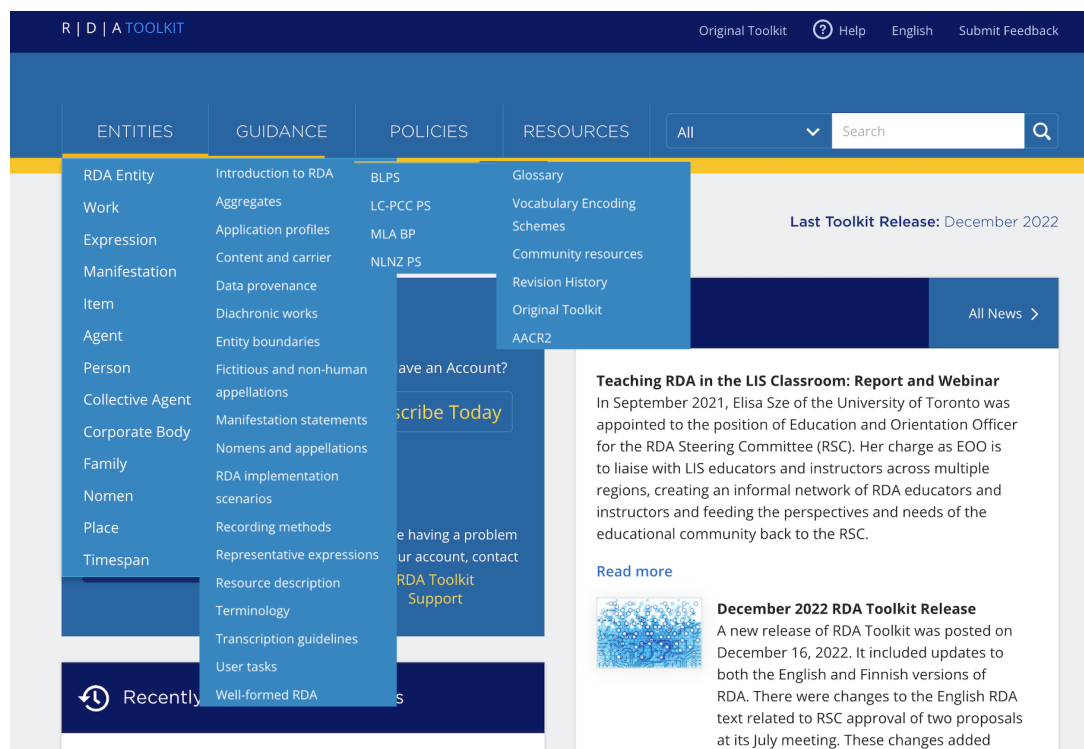 R | D | A TOOLKIT
Original Toolkit
? Help
English
Submit Feedback
ENTITIES
GUIDANCE
POLICIES
RESOURCES
All
Search
RDA Entity
Work
Expression
Manifestation
Item
Agent
Person
Collective Agent
Corporate Body
Family
Nomen
Place
Timespan
Introduction to RDA
Aggregates
Application profiles
Content and carrier
Data provenance
Diachronic works
Entity boundaries
Fictitious and non-human
appellations
Manifestation statements
Nomens and appellations
RDA implementation
scenarios
Recording methods
Representative expressions
Resource description
Terminology
Transcription guidelines
User tasks
Well-formed RDA
BLPS
LC-PCC PS
MLA BP
NLNZ PS
Glossary
Vocabulary Encoding
Schemes
Community resources
Revision History
Original Toolkit
AACR2
Last Toolkit Release: December 2022
All News
an Account?
Today
having a problem
account, contact
RDA Toolkit
Support
Recently
Teaching RDA in the LIS Classroom: Report and Webinar
In September 2021, Elisa Sze of the University of Toronto was
appointed to the position of Education and Orientation Officer
for the RDA Steering Committee (RSC). Her charge as EOO is
to liaise with LIS educators and instructors across multiple
regions, creating an informal network of RDA educators and
instructors and feeding the perspectives and needs of the
educational community back to the RSC.
Read more
December 2022 RDA Toolkit Release
A new release of RDA Toolkit was posted on
December 16, 2022. It included updates to
both the English and Finnish versions of
RDA. There were changes to the English RDA
text related to RSC approval of two proposals
at its July meeting. These changes added